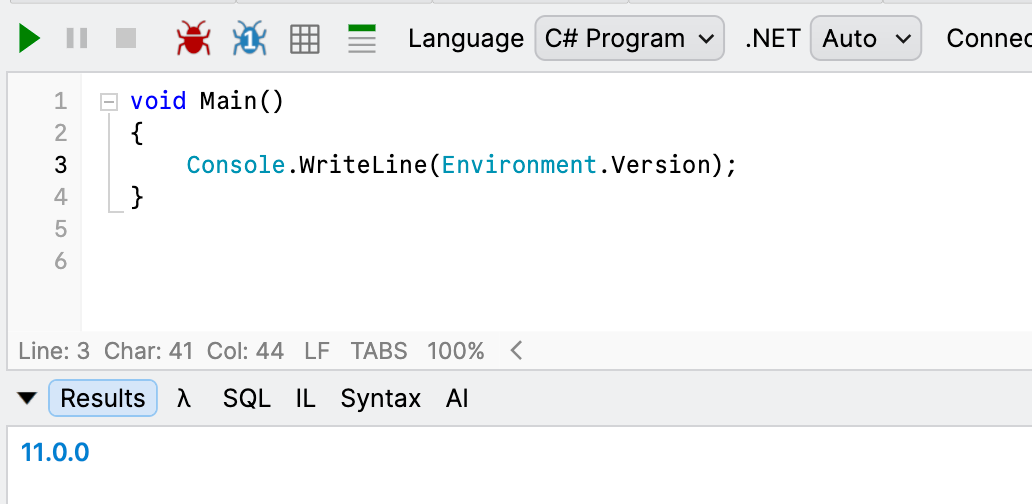 Language C# Program .NET Auto Connec
1 void Main()
2 {
3 Console.WriteLine(Environment.Version);
4 }
5
6
Line: 3 Char: 41 Col: 44 LF TABS 100%
Results λ SQL IL Syntax AI
11.0.0